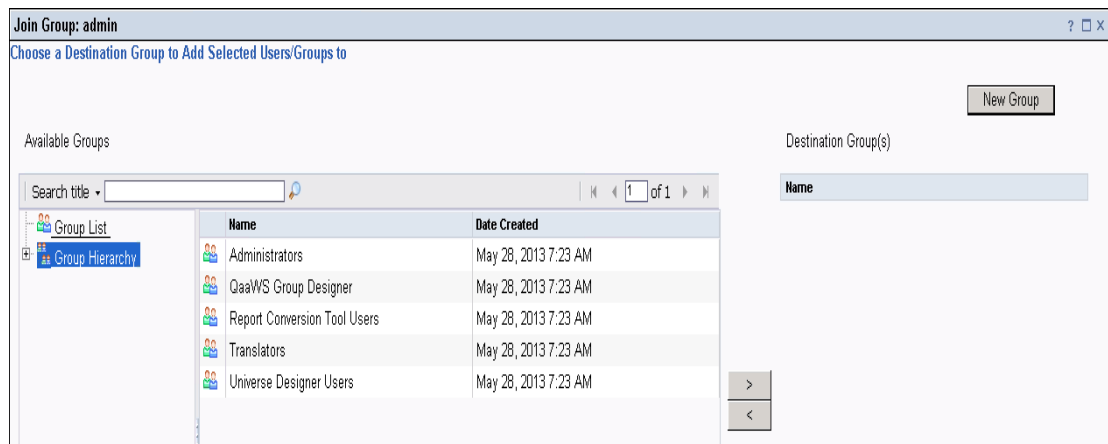 Join Group: admin ? X
Choose a Destination Group to Add Selected Users/Groups to
New Group
Available Groups
Destination Group(s)
Search title
1 of 1
Name
Group List
Group Hierarchy
Name Date Created
Administrators May 28, 2013 7:23 AM
QaaWS Group Designer May 28, 2013 7:23 AM
Report Conversion Tool Users May 28, 2013 7:23 AM
Translators May 28, 2013 7:23 AM
Universe Designer Users May 28, 2013 7:23 AM
>
<